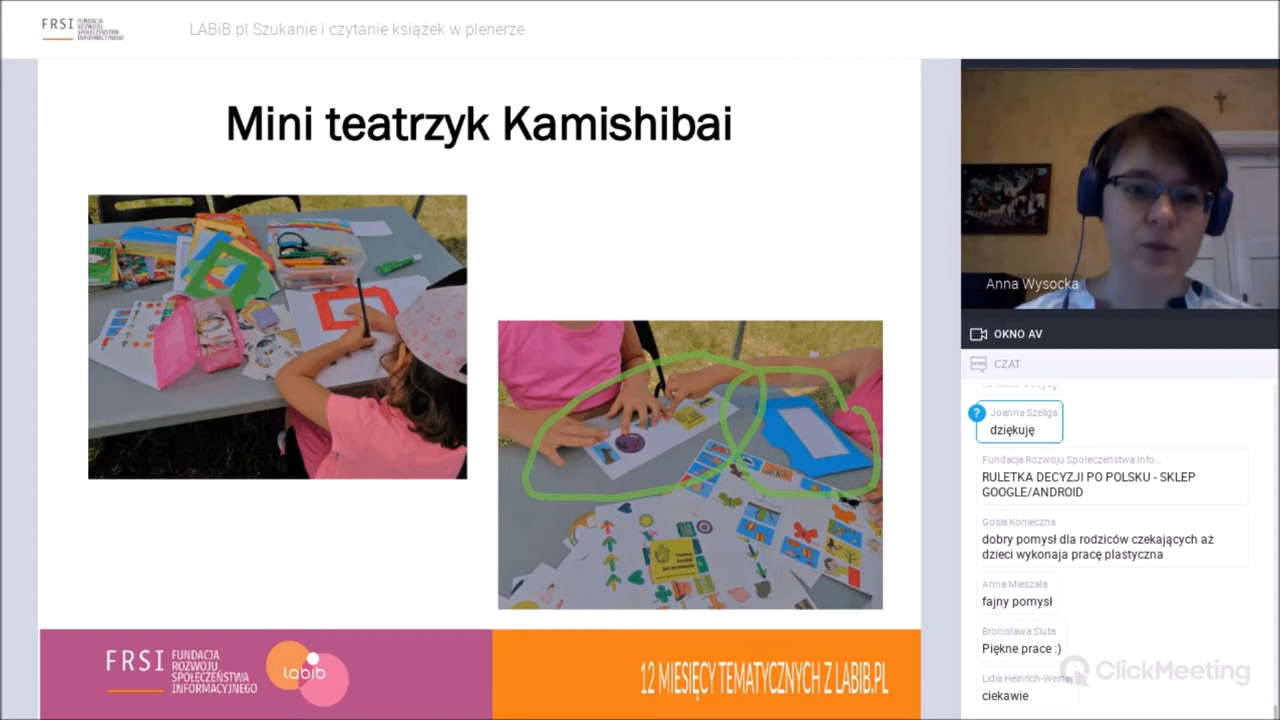 FRSI FUNDACJA
ROZWOJU
SPOŁECZEŃSTWA
INFORMACYJNEGO
LABiB.pl Szukanie i czytanie książek w plenerze
Mini teatrzyk Kamishibai
Anna Wysocka
OKNO AV
CZAT
Joanna Szeliga
dziękuję
Fundacja Rozwoju Społeczeństwa Info...
RULETKA DECYZJI PO POLSKU - SKLEP
GOOGLE/ANDROID
Gosia Konieczna
dobry pomysł dla rodziców czekających aż
dzieci wykonaja pracę plastyczna
Anna Mieszała
fajny pomysł
Bronisława Siuta
Piękne prace :)
Lidia Heinrich-Weiner
ciekawie
ClickMeeting
FRSI FUNDACJA
ROZWOJU
SPOŁECZEŃSTWA
INFORMACYJNEGO
labib
12 MIESIĘCY TEMATYCZNYCH Z LABIB.PL